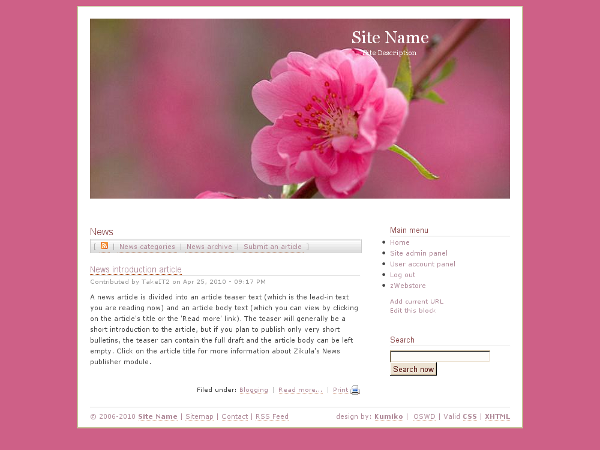 Site Name
Site Description
News
| | News categories | News archive | Submit an article |
News introduction article
Contributed by TakeIT2 on Apr 25, 2010 - 09:17 PM
A news article is divided into an article teaser text (which is the lead-in text
you are reading now) and an article body text (which you can view by clicking
on the article's title or the 'Read more' link). The teaser will generally be a
short introduction to the article, but if you plan to publish only very short
bulletins, the teaser can contain the full draft and the article body can be left
empty. Click on the article title for more information about Zikula's News
publisher module.
Filed under: Blogging | Read more... | Print
Main menu
Home
Site admin panel
User account panel
Log out
zWebstore
Add current URL
Edit this block
Search
Search now
© 2006-2010 Site Name | Sitemap | Contact | RSS Feed
design by: Kumiko | OSWD | Valid CSS | XHTML